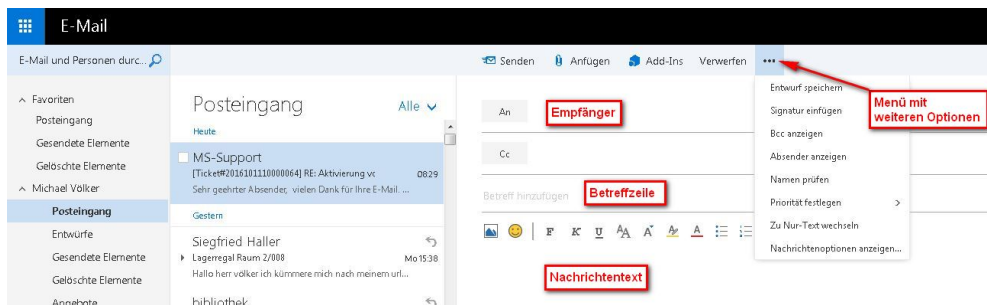 E-Mail
E-Mail und Personen durc...
Senden Anfügen Add-Ins Verwerfen •••
Favoriten
Posteingang
Gesendete Elemente
Gelöschte Elemente
Michael Völker
Posteingang
Entwürfe
Gesendete Elemente
Gelöschte Elemente
Angebote
Posteingang Alle
Heute
MS-Support
[Ticket#2016101110000064] RE: Aktivierung vc 08:29
Sehr geehrter Absender, vielen Dank für Ihre E-Mail. ...
Gestern
Siegfried Haller
Lagerregal Raum 2/008 Mo 15:38
Hallo herr völker ich kümmere mich nach meinem url...
bibliothek
An Empfänger
Cc
Betreff hinzufügen Betreffzeile
F K U AA A A A
Nachrichtentext
Entwurf speichern
Signatur einfügen
Bcc anzeigen
Absender anzeigen
Namen prüfen
Priorität festlegen >
Zu Nur-Text wechseln
Nachrichtenoptionen anzeigen...
Menü mit
weiteren Optionen